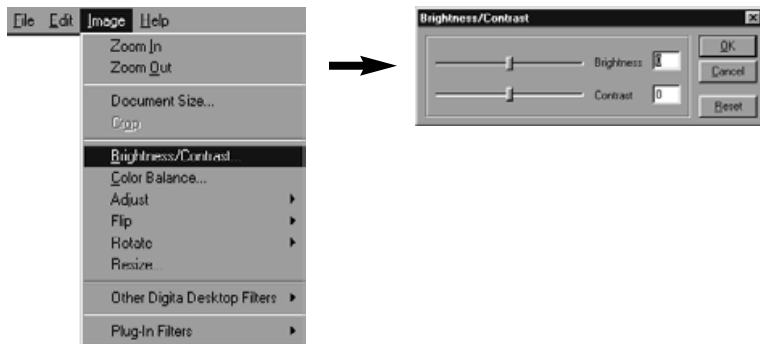 File Edit Image Help
Zoom In
Zoom Out
Document Size...
Crop
Brightness/Contrast...
Color Balance...
Adjust
Flip
Rotate
Resize...
Other Digita Desktop Filters
Plug-In Filters
Brightness/Contrast
Brightness 0
Contrast 0
OK
Cancel
Reset